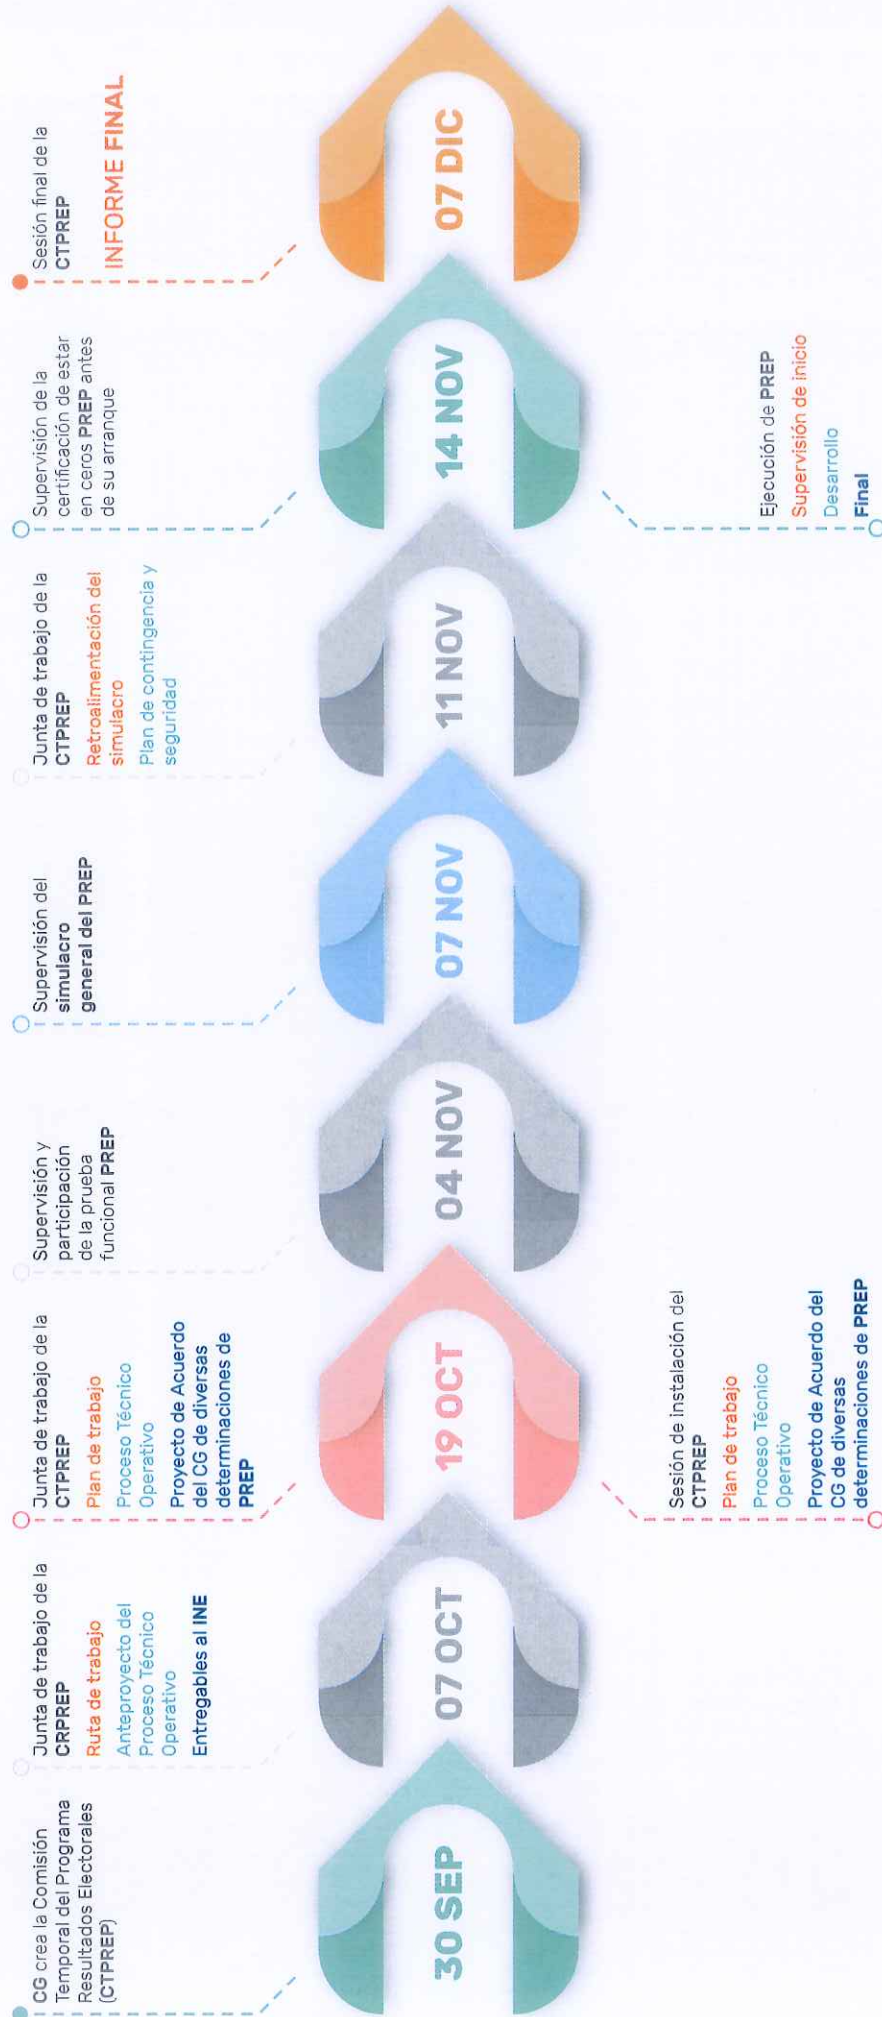 CG crea la Comisión
Temporal del Programa
Resultados Electorales
(CTPREP)
30 SEP
Junta de trabajo de la
CRPREP
Ruta de trabajo
Anteproyecto del
Proceso Técnico
Operativo
Entregables al INE
07 OCT
Junta de trabajo de la
CTPREP
Plan de trabajo
Proceso Técnico
Operativo
Proyecto de Acuerdo
del CG de diversas
determinaciones de
PREP
19 OCT
Sesión de instalación del
CTPREP
Plan de trabajo
Proceso Técnico
Operativo
Proyecto de Acuerdo del
CG de diversas
determinaciones de PREP
Supervisión y
participación
de la prueba
funcional PREP
04 NOV
Supervisión del
simulacro
general del PREP
07 NOV
Junta de trabajo de la
CTPREP
Retroalimentación del
simulacro
Plan de contingencia y
seguridad
11 NOV
Supervisión de la
certificación de estar
en ceros PREP antes
de su arranque
14 NOV
Ejecución de PREP
Supervisión de inicio
Desarrollo
Final
Sesión final de la
CTPREP
INFORME FINAL
07 DIC